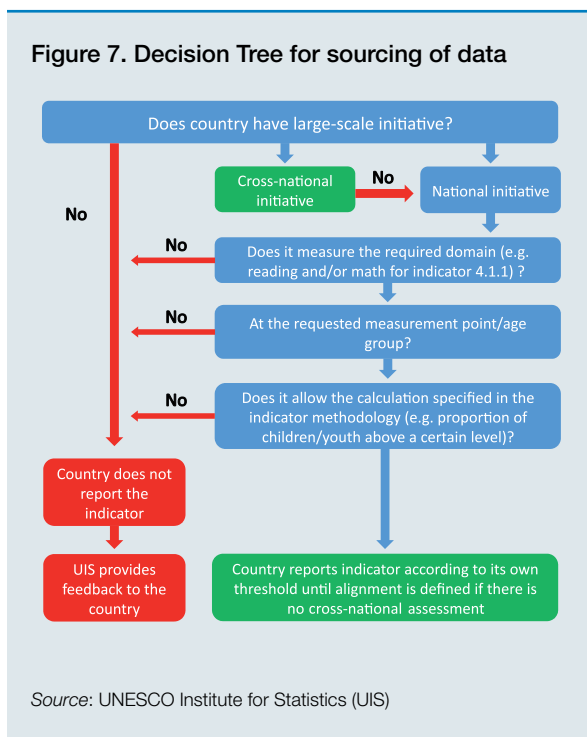 Figure 7. Decision Tree for sourcing of data
Does country have large-scale initiative?
No
Cross-national
initiative
No
National initiative
No
Does it measure the required domain (e.g.
reading and/or math for indicator 4.1.1) ?
No
At the requested measurement point/age
group?
No
Does it allow the calculation specified in the
indicator methodology (e.g. proportion of
children/youth above a certain level)?
Country does not
report the
indicator
UIS provides
feedback to the
country
Country reports indicator according to its own
threshold until alignment is defined if there is
no cross-national assessment
Source: UNESCO Institute for Statistics (UIS)